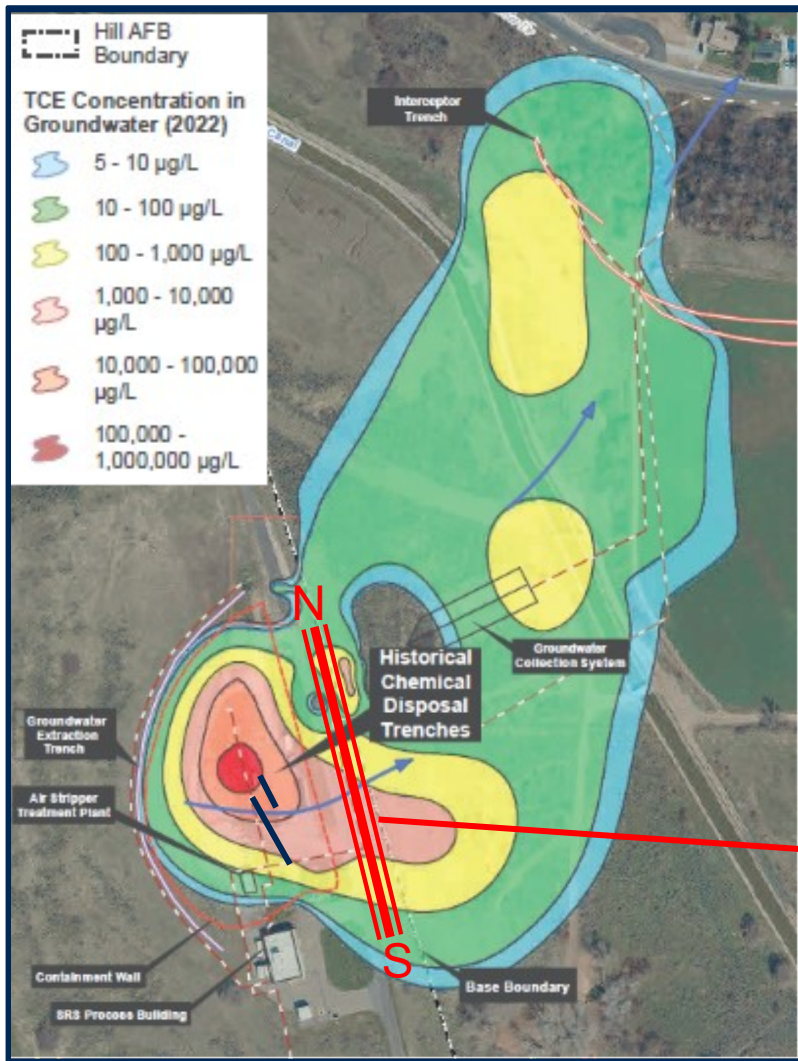 Hill AFB
Boundary
TCE Concentration in
Groundwater (2022)
5 - 10 µg/L
10 - 100 µg/L
100 - 1,000 µg/L
1,000 - 10,000
µg/L
10,000 - 100,000
µg/L
100,000 -
1,000,000 µg/L
Interceptor
Trench
Canal
N
Historical
Chemical
Disposal
Trenches
Groundwater
Collection System
Groundwater
Extraction
Trench
Air Stripper
Treatment Plant
Containment Wall
SRS Process Building
S
Base Boundary